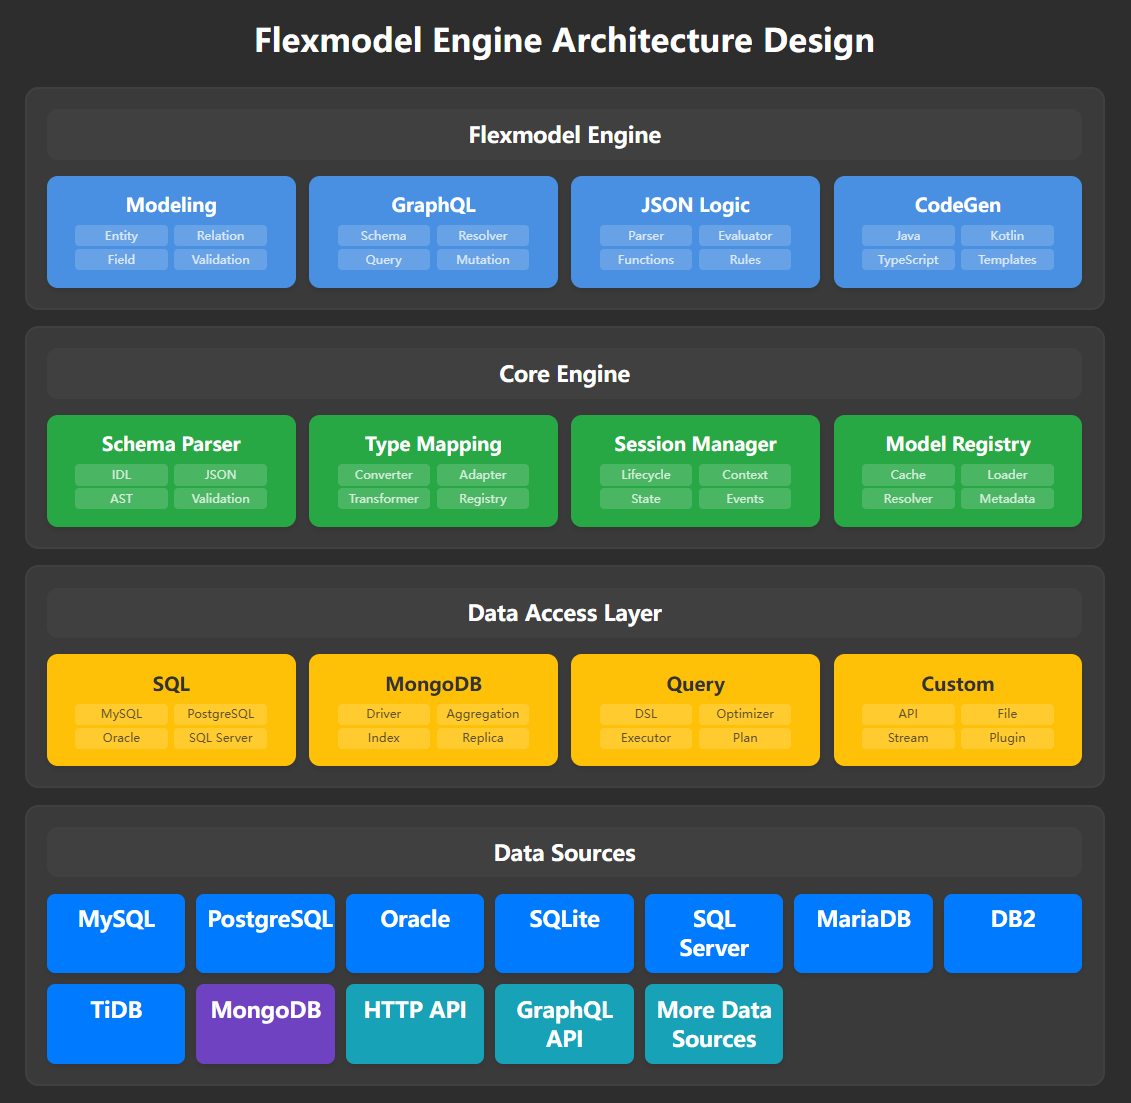 Flexmodel Engine Architecture Design
Flexmodel Engine
Modeling
Entity
Relation
Field
Validation
GraphQL
Schema
Resolver
Query
Mutation
JSON Logic
Parser
Evaluator
Functions
Rules
CodeGen
Java
Kotlin
TypeScript
Templates
Core Engine
Schema Parser
IDL
JSON
AST
Validation
Type Mapping
Converter
Adapter
Transformer
Registry
Session Manager
Lifecycle
Context
State
Events
Model Registry
Cache
Loader
Resolver
Metadata
Data Access Layer
SQL
MySQL
PostgreSQL
Oracle
SQL Server
MongoDB
Driver
Aggregation
Index
Replica
Query
DSL
Optimizer
Executor
Plan
Custom
API
File
Stream
Plugin
Data Sources
MySQL
PostgreSQL
Oracle
SQLite
SQL
Server
MariaDB
DB2
TiDB
MongoDB
HTTP API
GraphQL
API
More Data
Sources